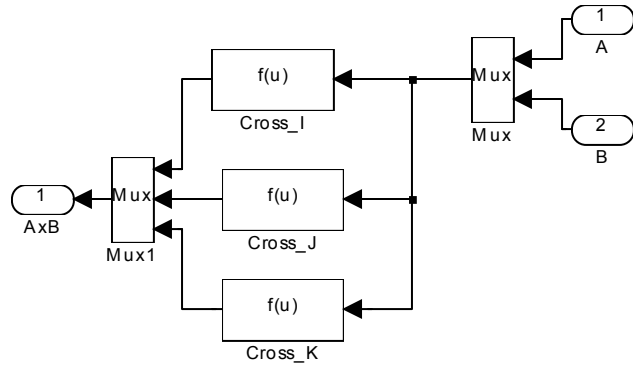 1
A
f(u)
Mux
Cross_I
2
Mux
B
f(u)
1
Mux
AxB
Cross_J
Mux1
f(u)
Cross_K